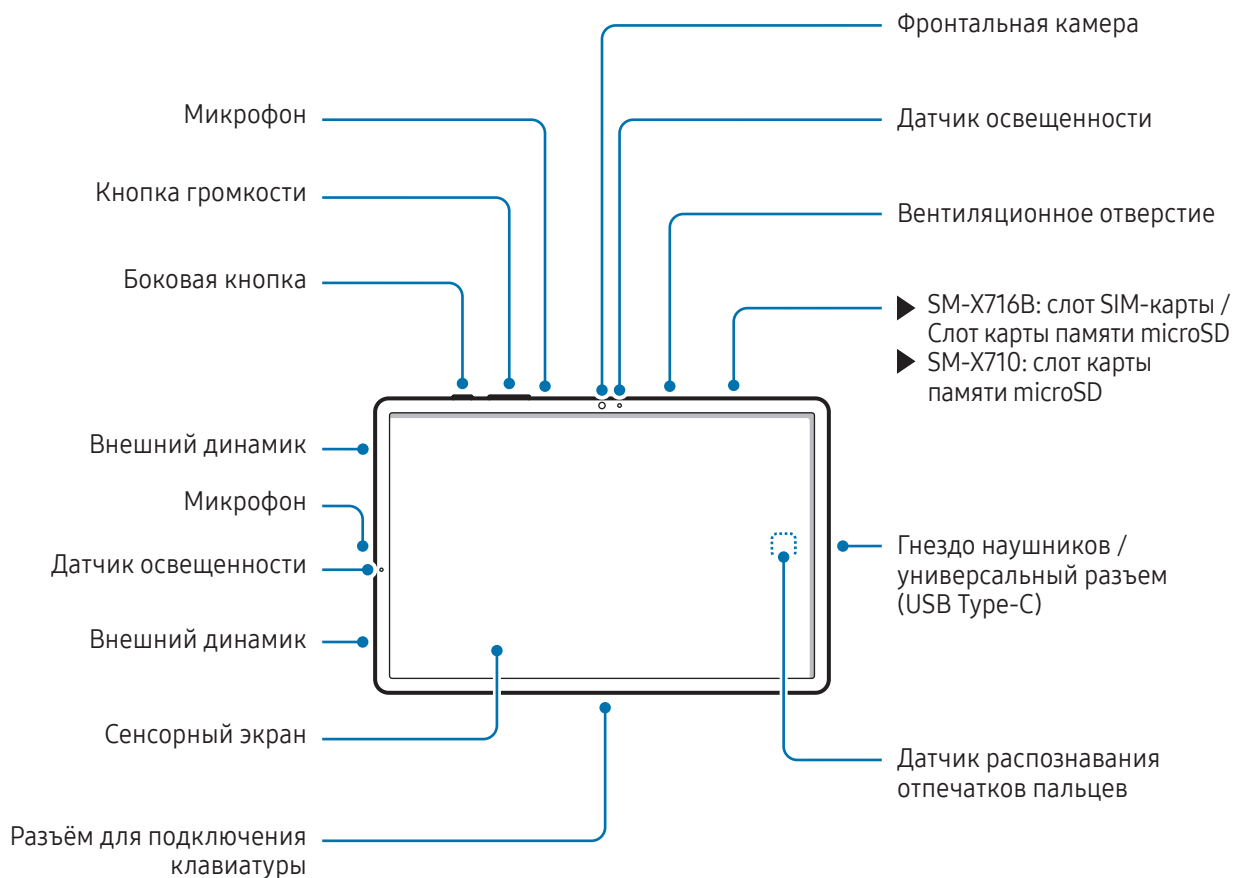 Фронтальная камера
Микрофон
Датчик освещенности
Кнопка громкости
Вентиляционное отверстие
Боковая кнопка
SM-X716B: слот SIM-карты /
Слот карты памяти microSD
SM-X710: слот карты
памяти microSD
Внешний динамик
Микрофон
Датчик освещенности
Гнездо наушников /
универсальный разъем
(USB Type-C)
Внешний динамик
Сенсорный экран
Датчик распознавания
отпечатков пальцев
Разъём для подключения
клавиатуры